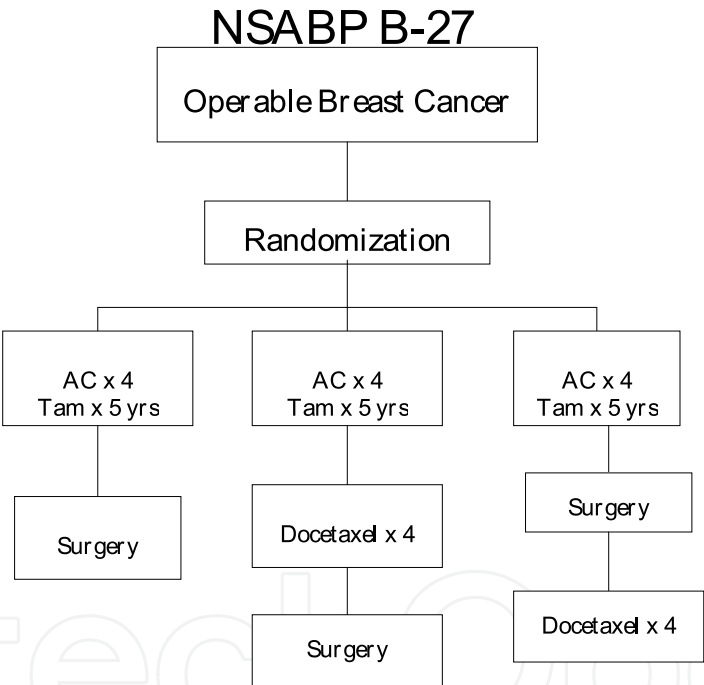 NSABP B-27
Operable Breast Cancer
Randomization
AC x 4
Tam x 5 yrs
Surgery
AC x 4
Tam x 5 yrs
Docetaxel x 4
Surgery
AC x 4
Tam x 5 yrs
Surgery
Docetaxel x 4